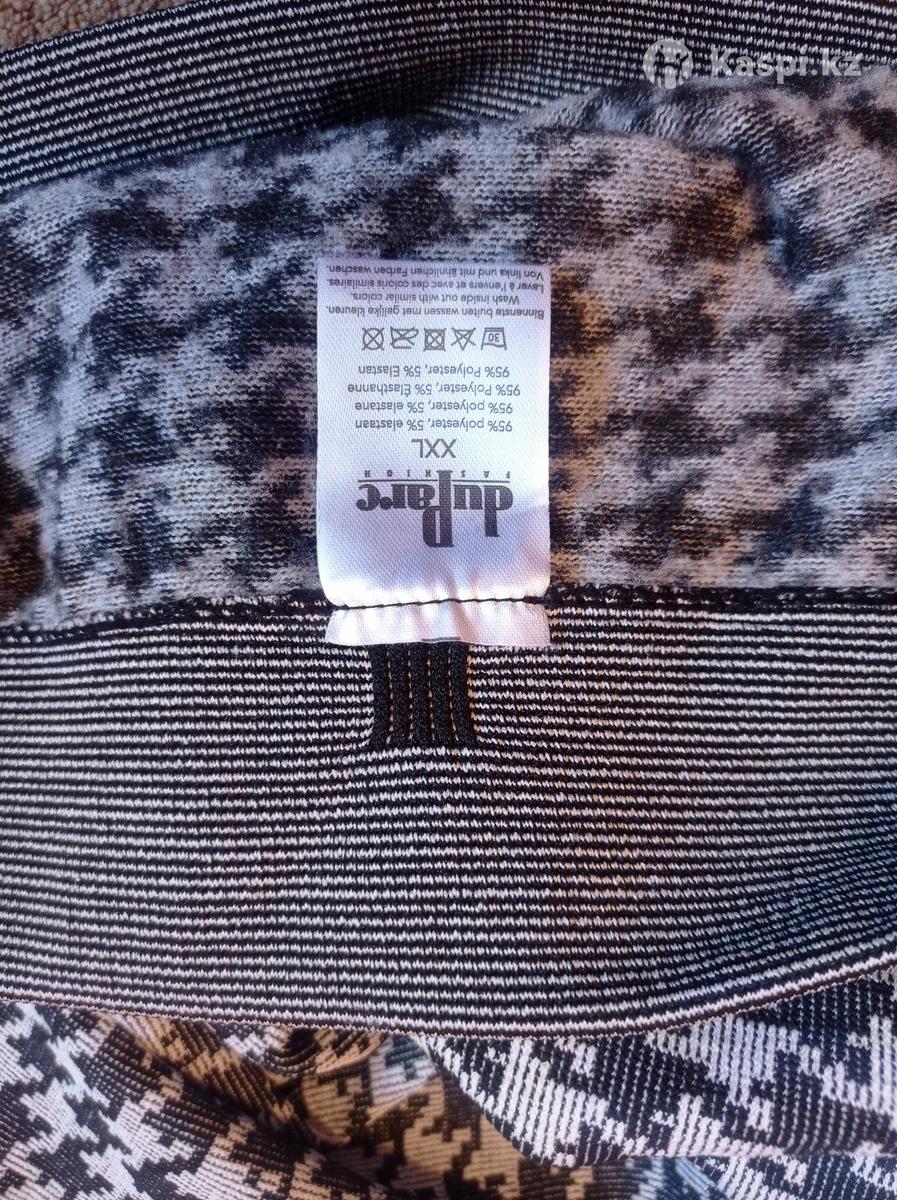 Kaspi.kz
duParc
FASHION
XXL
95% polyester, 5% elastaan
95% polyester, 5% elastane
95% Polyester, 5% Élasthanne
95% Polyester, 5% Elastan
30
Binnenste buiten wassen met gelijke kleuren.
Wash inside out with similar colors.
Laver à l'envers et avec des coloris similaires.
Von links und mit ähnlichen Farben waschen.